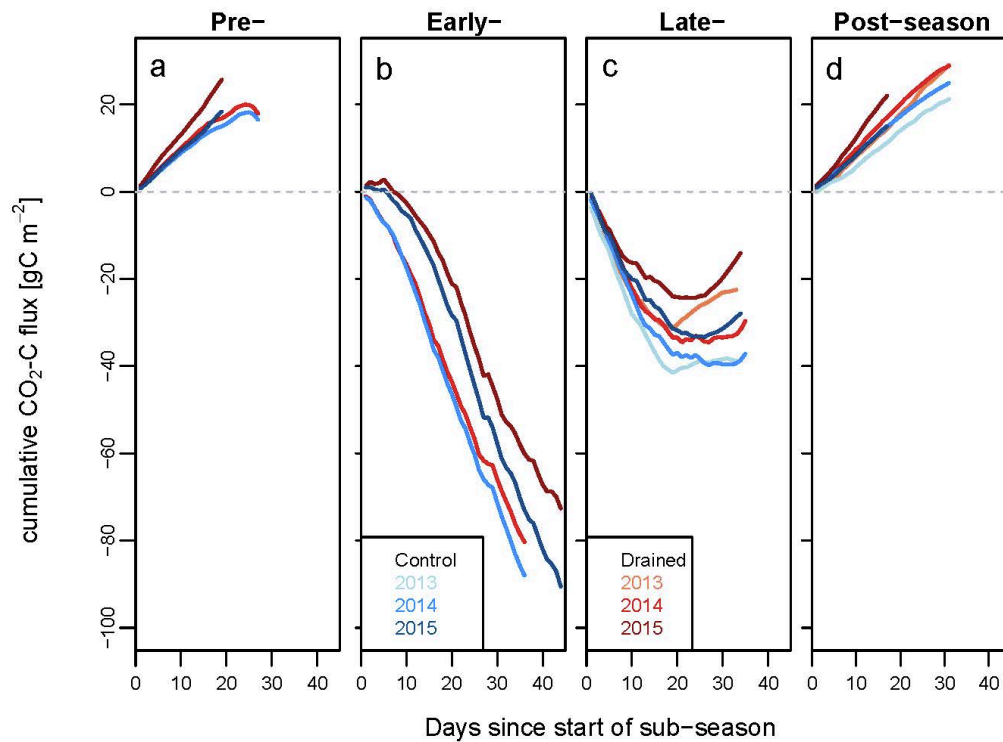 Pre−
Early−
Late−
Post−season
a
b
c
d
cumulative CO₂−C flux [gC m⁻²]
20
0
−20
−40
−60
−80
−100
Control
2013
2014
2015
Drained
2013
2014
2015
0 10 20 30 40
0 10 20 30 40
0 10 20 30 40
0 10 20 30 40
Days since start of sub−season